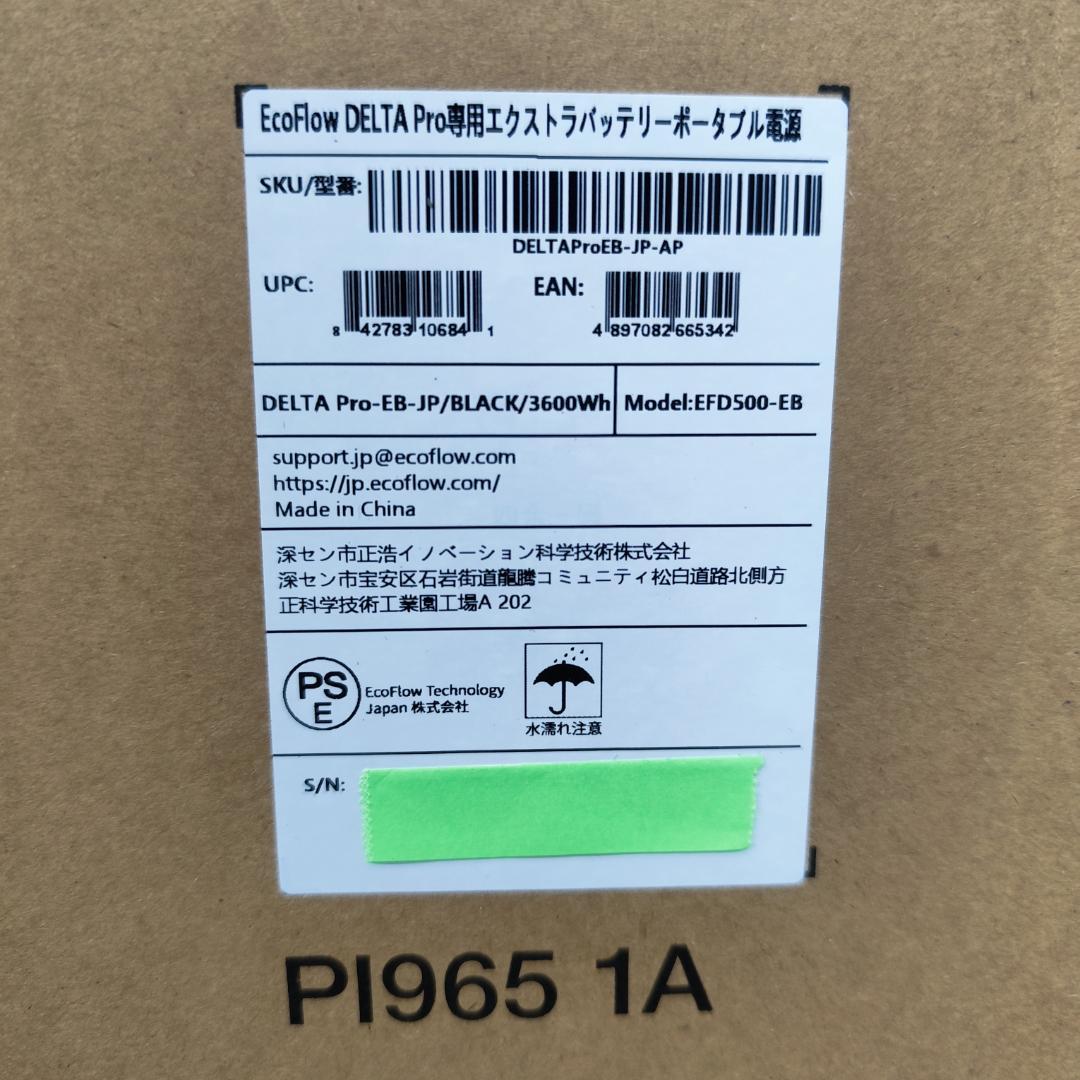 EcoFlow DELTA Pro専用エクストラバッテリーポータブル電源
SKU/型番:
DELTAProEB-JP-AP
UPC:
8 42783 10684 1
EAN:
4 897082 665342
DELTA Pro-EB-JP/BLACK/3600Wh
Model:EFD500-EB
support.jp@ecoflow.com
https://jp.ecoflow.com/
Made in China
深セン市正浩イノベーション科学技術株式会社
深セン市宝安区石岩街道龍騰コミュニティ松白道路北側方
正科学技術工業園工場A 202
PS
E
EcoFlow Technology
Japan 株式会社
水濡れ注意
S/N:
PI965 1A